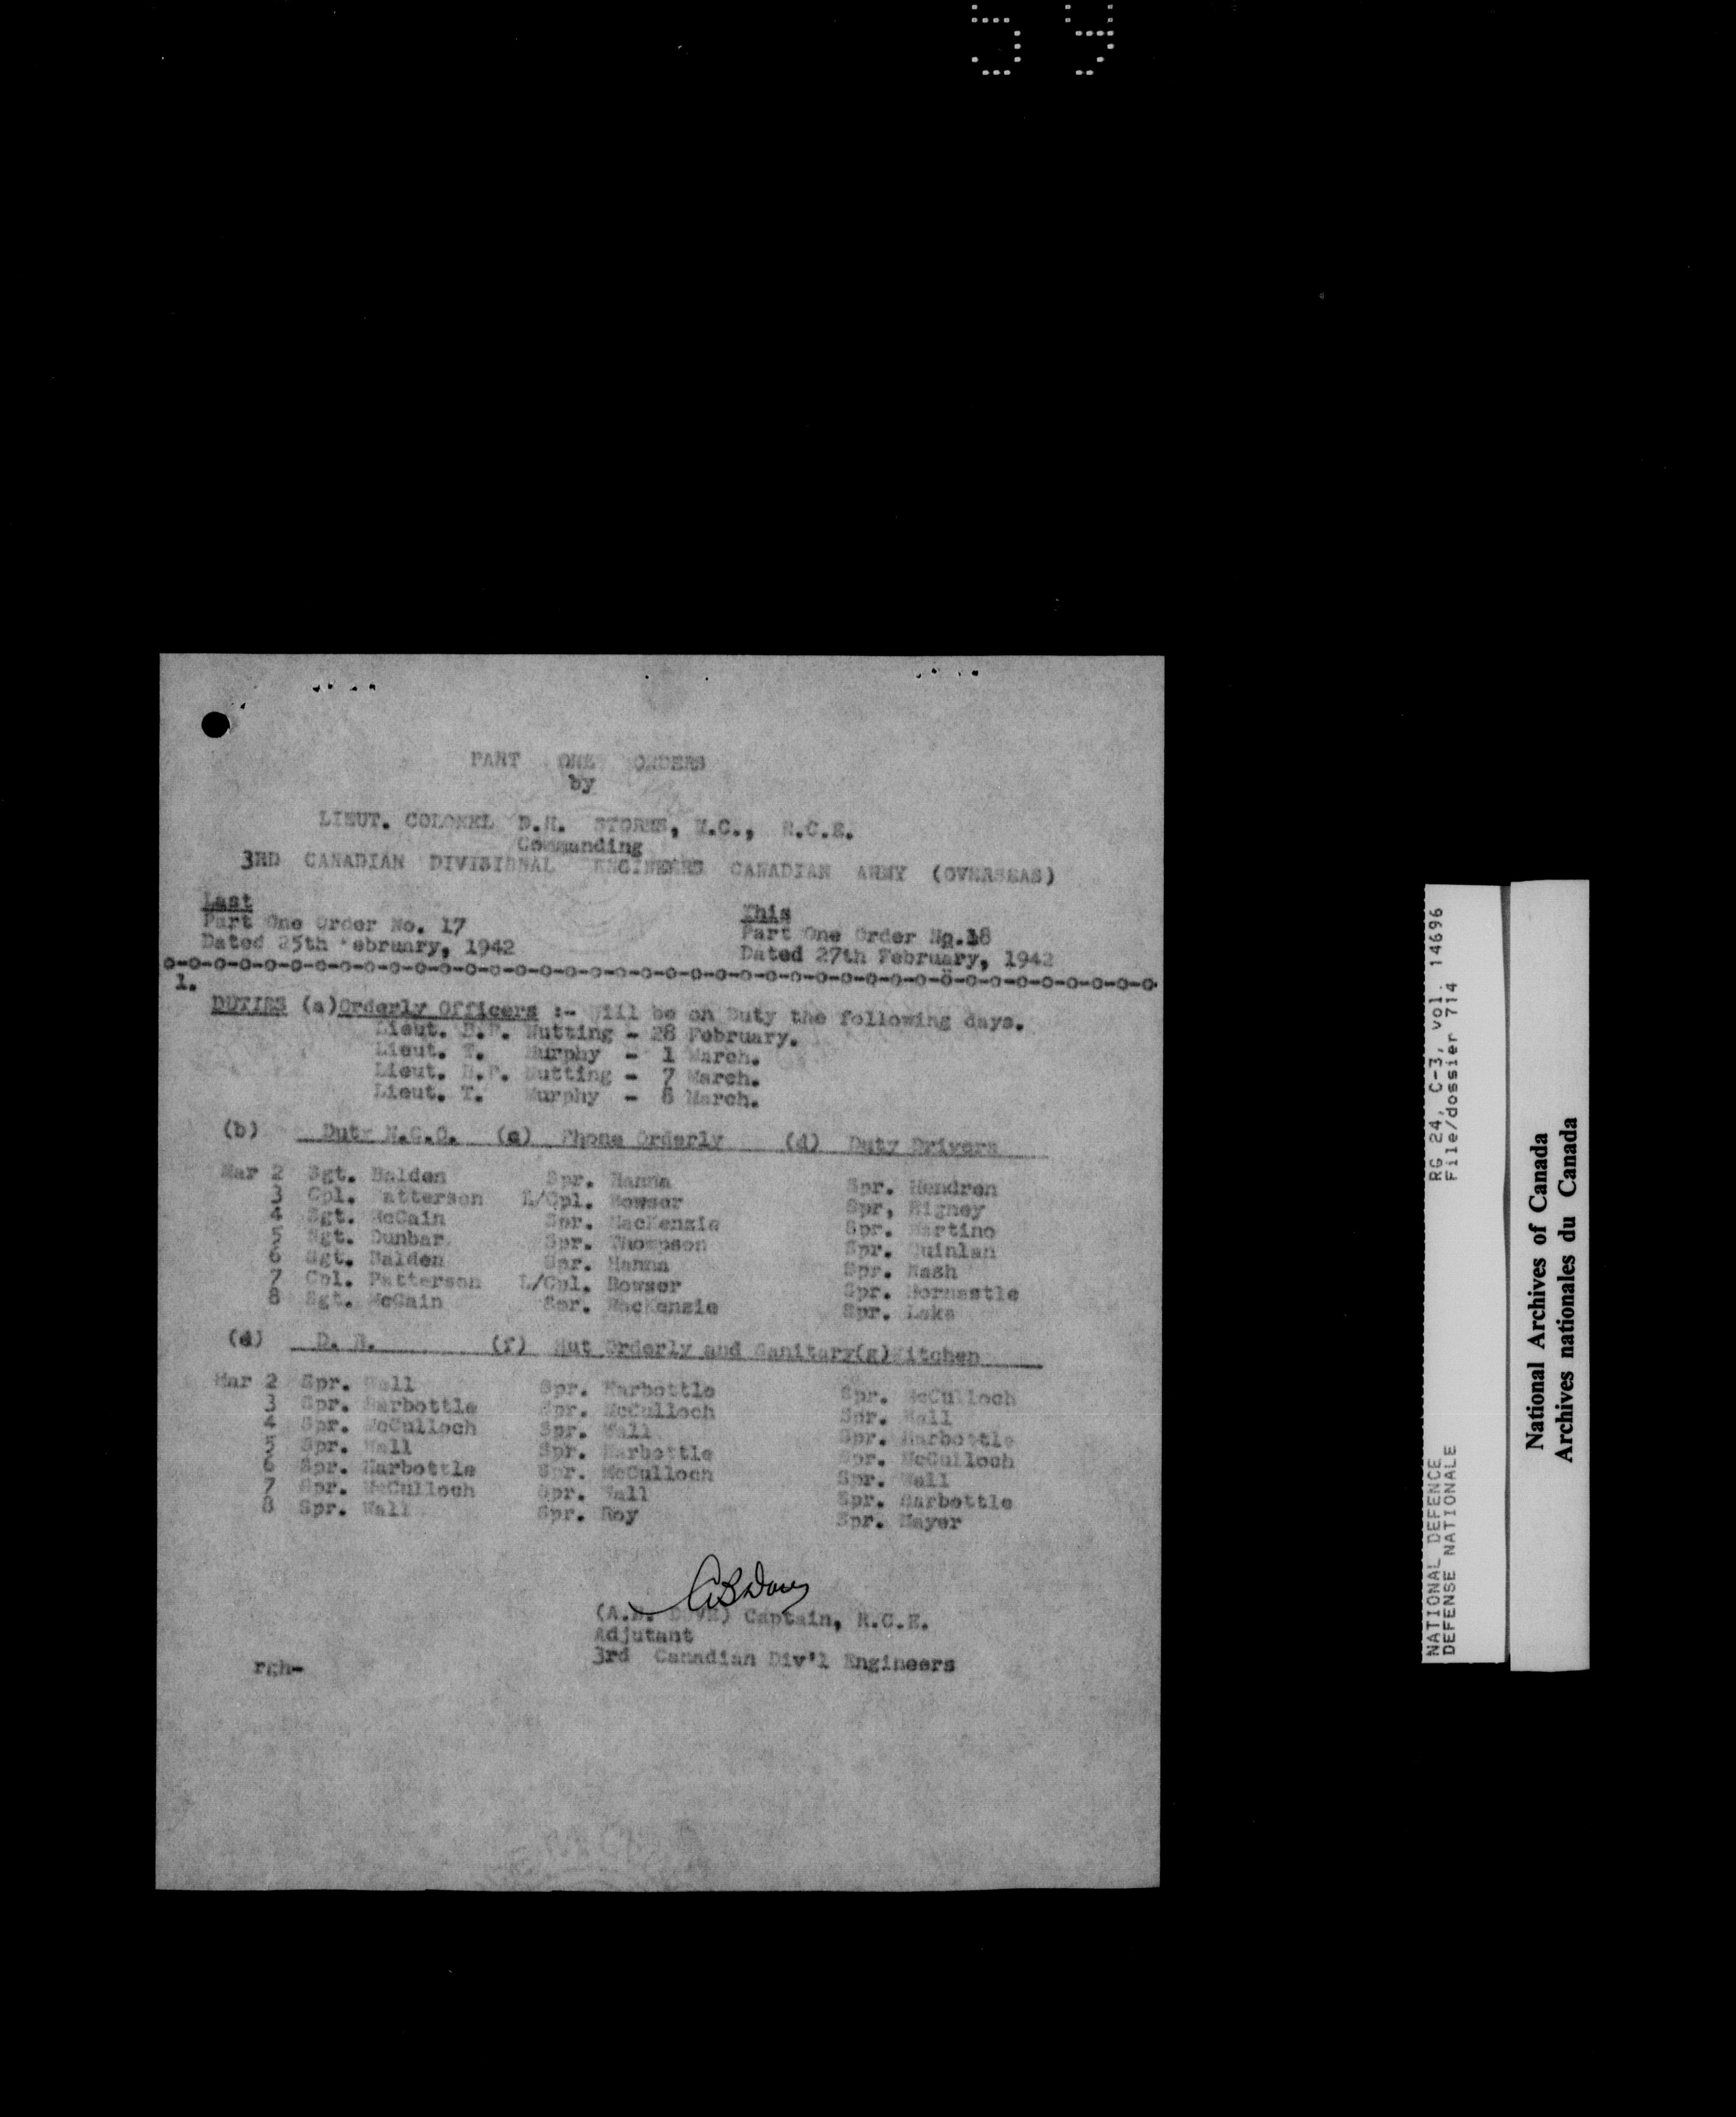 59
PART ONE ORDERS
by
LIEUT. COLONEL D.H. STORMS, M.C., R.C.E.
Commanding
3RD CANADIAN DIVISIONAL ENGINEERS CANADIAN ARMY (OVERSEAS)
Last This
Part One Order No. 17 Part One Order No.18
Dated 25th February, 1942 Dated 27th February, 1942
o-o-o-o-o-o-o-o-o-o-o-o-o-o-o-o-o-o-o-o-o-o-o-o-o-o-o-o-o-o-o-o-o-o-o-o-o-o-o-o
1.
DUTIES (a)Orderly Officers :- Will be on Duty the following days.
Lieut. Nutting - 28 February.
Lieut. T. Murphy - 1 March.
Lieut. Nutting - 7 March.
Lieut. T. Murphy - 8 March.
(b) Duty N.C.O. (c) Phone Orderly (d) Duty Drivers
Mar 2 Sgt. Balden Spr. Hanna Spr. Hendren
3 Cpl. Patterson L/Cpl. Bowser Spr, Rigney
4 Sgt. McCain Spr. MacKenzie Spr. Martino
5 Sgt. Dunbar Spr. Thompson Spr. Quinlan
6 Sgt. Balden Spr. Hanna Spr. Nash
7 Cpl. Patterson L/Cpl. Bowser Spr. Horncastle
8 Sgt. McCain Spr. MacKenzie Spr. Lake
(e) D. R. (f) Hut Orderly and Sanitary(g)Kitchen
Mar 2 Spr. Wall Spr. Harbottle Spr. McCulloch
3 Spr. Harbottle Spr. McCulloch Spr. Wall
4 Spr. McCulloch Spr. Wall Spr. Harbottle
5 Spr. Wall Spr. Harbottle Spr. McCulloch
6 Spr. Harbottle Spr. McCulloch Spr. Wall
7 Spr. McCulloch Spr. Wall Spr. Harbottle
8 Spr. Wall Spr. Roy Spr. Mayer
(A.B. DOVE) Captain, R.C.E.
Adjutant
3rd Canadian Div'l Engineers
rgh-
NATIONAL DEFENCE RG 24, C-3, vol. 14696
DEFENSE NATIONALE File/dossier 714
National Archives of Canada
Archives nationales du Canada